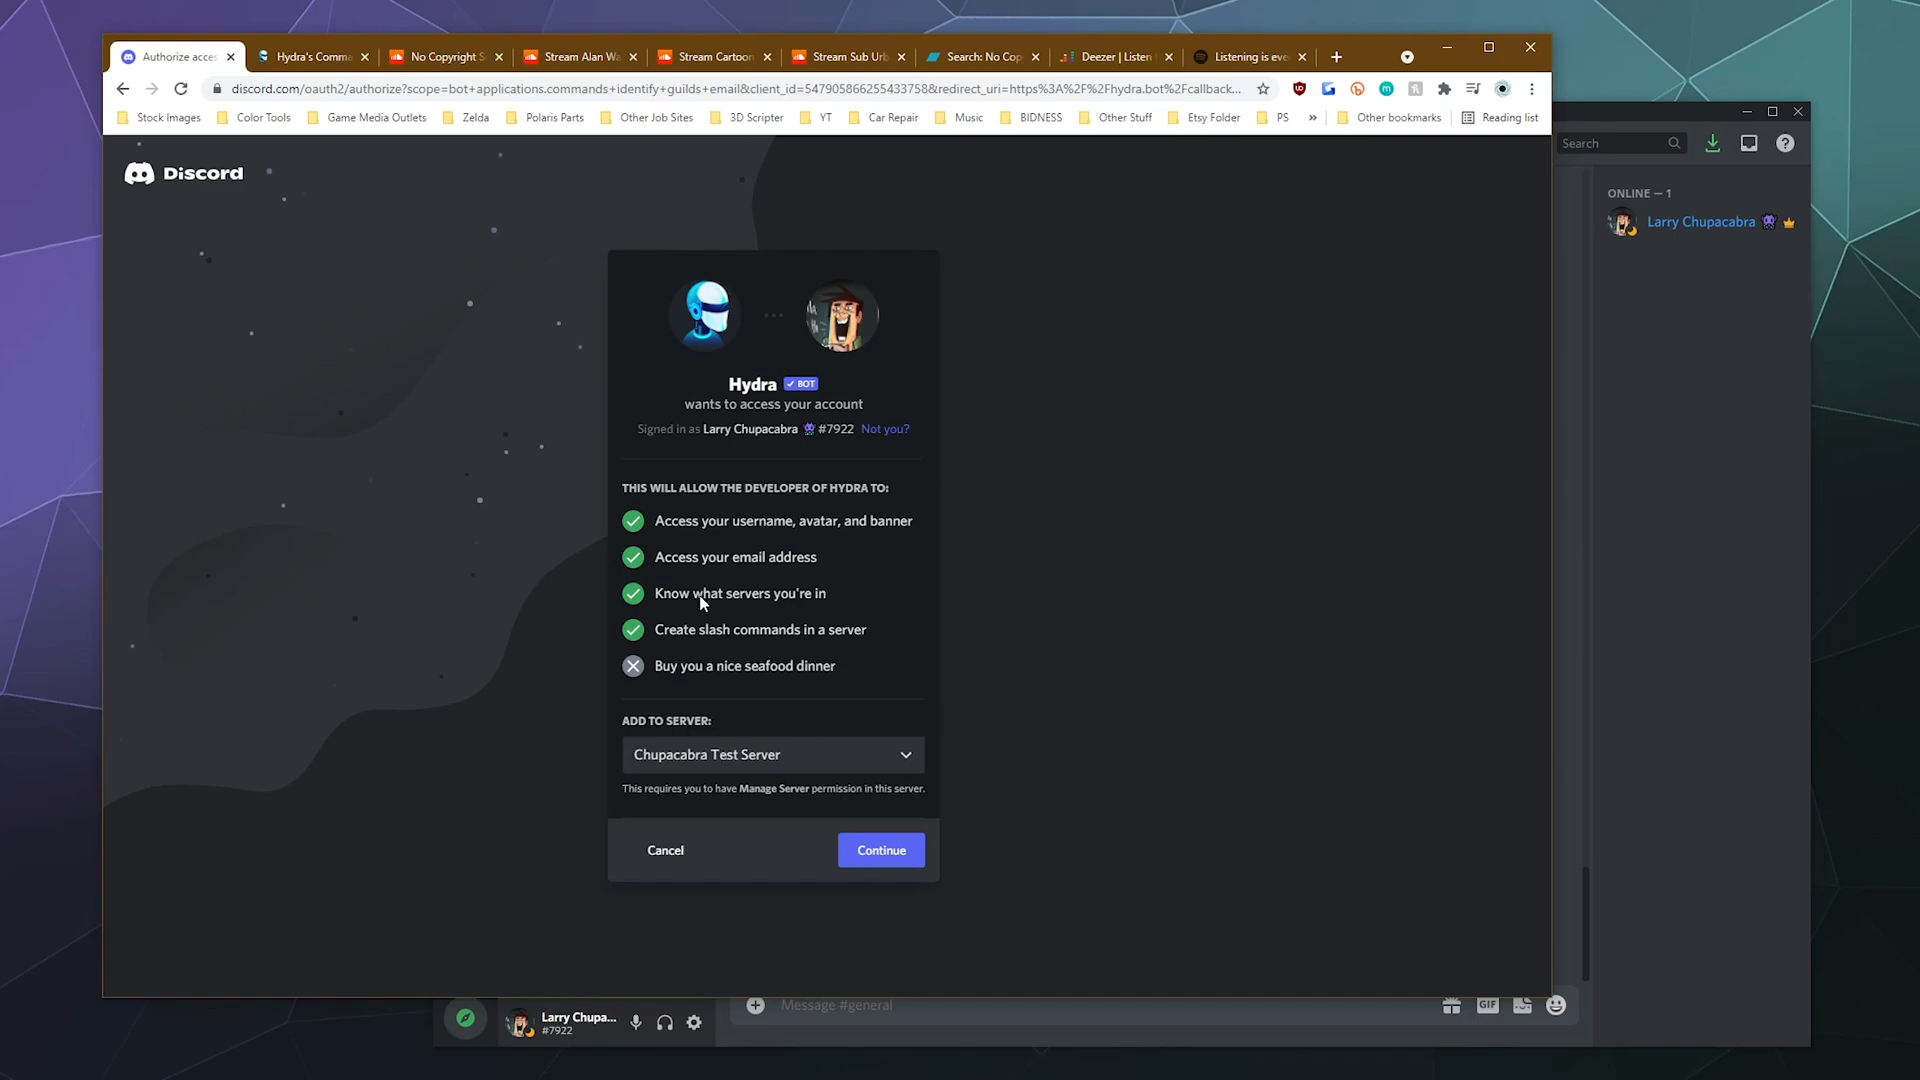 Authorize acces
Hydra's Comma
No Copyright S
Stream Alan Wa
Stream Cartoon
Stream Sub Urb
Search: No Cop
Deezer | Listen
Listening is eve
discord.com/oauth2/authorize?scope=bot+applications.commands+identify+guilds+email&client_id=547905866255433758&redirect_uri=https%3A%2F%2Fhydra.bot%2Fcallback...
Stock Images
Color Tools
Game Media Outlets
Zelda
Polaris Parts
Other Job Sites
3D Scripter
YT
Car Repair
Music
BIDNESS
Other Stuff
Etsy Folder
PS
»
Other bookmarks
Reading list
Discord
Search
ONLINE — 1
Larry Chupacabra
Hydra BOT
wants to access your account
Signed in as Larry Chupacabra #7922 Not you?
THIS WILL ALLOW THE DEVELOPER OF HYDRA TO:
Access your username, avatar, and banner
Access your email address
Know what servers you're in
Create slash commands in a server
Buy you a nice seafood dinner
ADD TO SERVER:
Chupacabra Test Server
This requires you to have Manage Server permission in this server.
Cancel
Continue
Larry Chupa...
#7922
Message #general
GIF